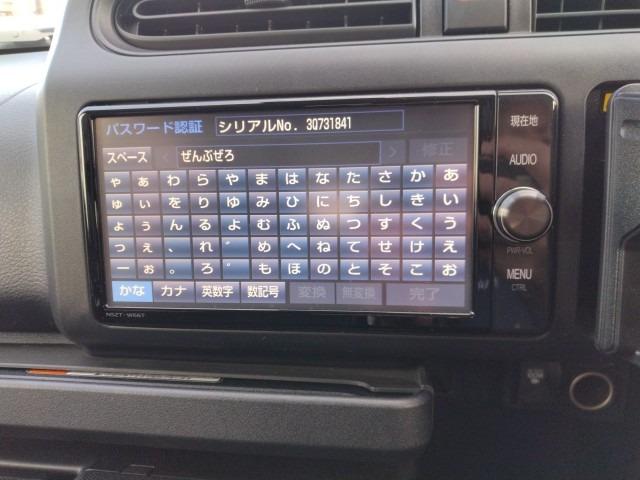 パスワード認証 シリアルNo. 3Q731841
スペース ぜんぶぜろ 修正
ゃ ぁ わ ら や ま は な た さ か あ
ゅ ぃ を り ゆ み ひ に ち し き い
ょ ぅ ん る よ む ふ ぬ つ す く う
っ ぇ 、 れ ゛ め へ ね て せ け え
ー ぉ 。 ろ ゜ も ほ の と そ こ お
かな カナ 英数字 数記号 変換 無変換 完了
NSZT-W66T
現在地
AUDIO
PWR·VOL
MENU
CTRL